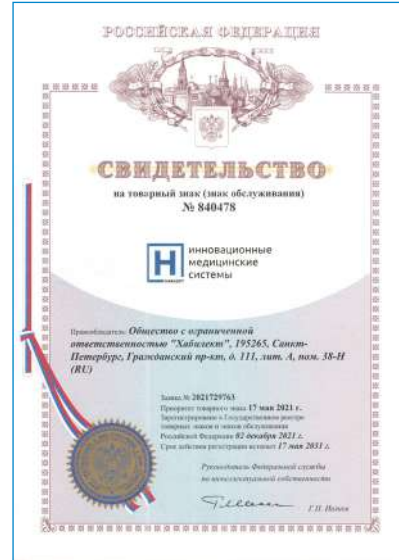 РОССИЙСКАЯ ФЕДЕРАЦИЯ
СВИДЕТЕЛЬСТВО
на товарный знак (знак обслуживания)
№ 840478
Н
инновационные
медицинские
системы
Правообладатель: Общество с ограниченной
ответственностью "Хабилект", 195265, Санкт-
Петербург, Гражданский пр-кт, д. 111, лит. А, пом. 38-Н
(RU)
Заявка № 2021729763
Приоритет товарного знака 17 мая 2021 г.
Зарегистрировано в Государственном реестре
товарных знаков и знаков обслуживания
Российской Федерации 02 декабря 2021 г.
Срок действия регистрации истекает 17 мая 2031 г.
Руководитель Федеральной службы
по интеллектуальной собственности
Г.П. Ивлиев